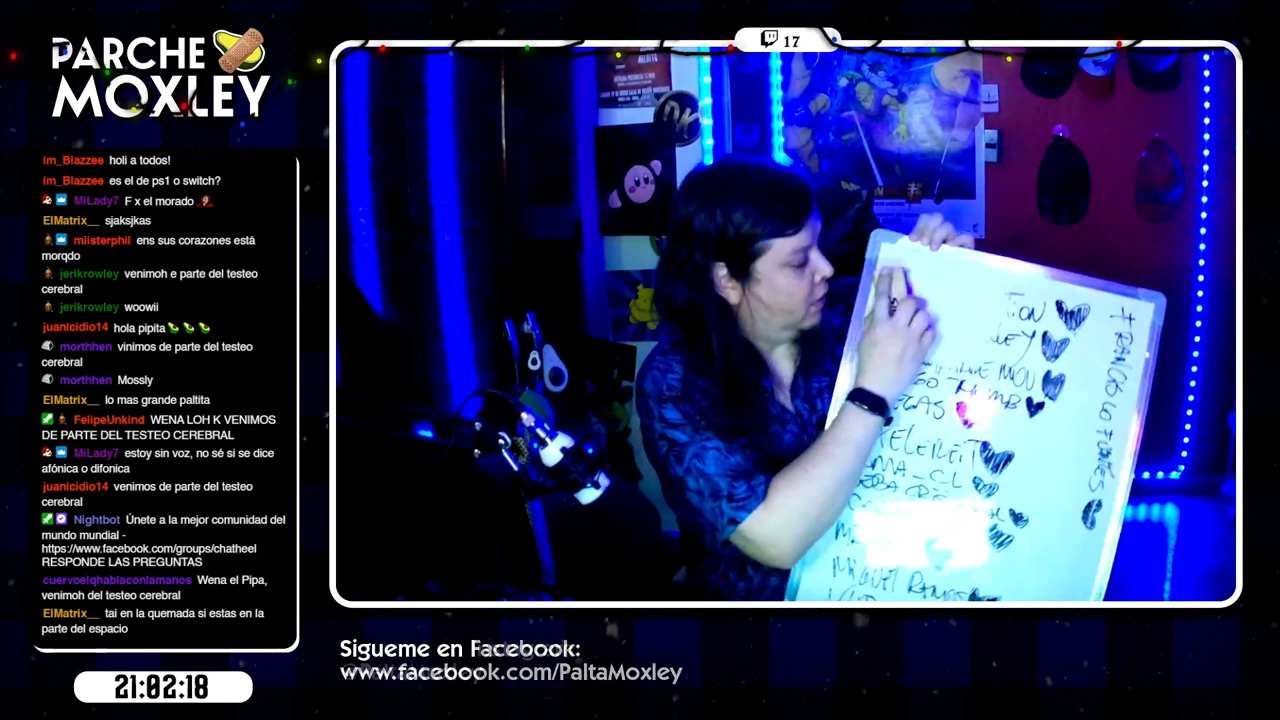 PARCHE
MOXLEY
im_Blazzee holi a todos!
im_Blazzee es el de ps1 o switch?
MiLady7 F x el morado
ElMatrix__ sjaksjkas
miisterphil ens sus corazones está
morqdo
jerikrowley venimoh e parte del testeo
cerebral
jerikrowley woowii
juanicidio14 hola pipita
morthhen vinimos de parte del testeo
cerebral
morthhen Mossly
ElMatrix__ lo mas grande paltita
FelipeUnkind WENA LOH K VENIMOS
DE PARTE DEL TESTEO CEREBRAL
MiLady7 estoy sin voz, no sé si se dice
afónica o difonica
juanicidio14 venimos de parte del testeo
cerebral
Nightbot Únete a la mejor comunidad del
mundo mundial -
https://www.facebook.com/groups/chatheel
RESPONDE LAS PREGUNTAS
cuervoelqhablaconlamanos Wena el Pipa,
venimoh del testeo cerebral
ElMatrix__ tai en la quemada si estas en la
parte del espacio
21:02:18
17
MOU
MIGUEL
Sigueme en Facebook:
www.facebook.com/PaltaMoxley